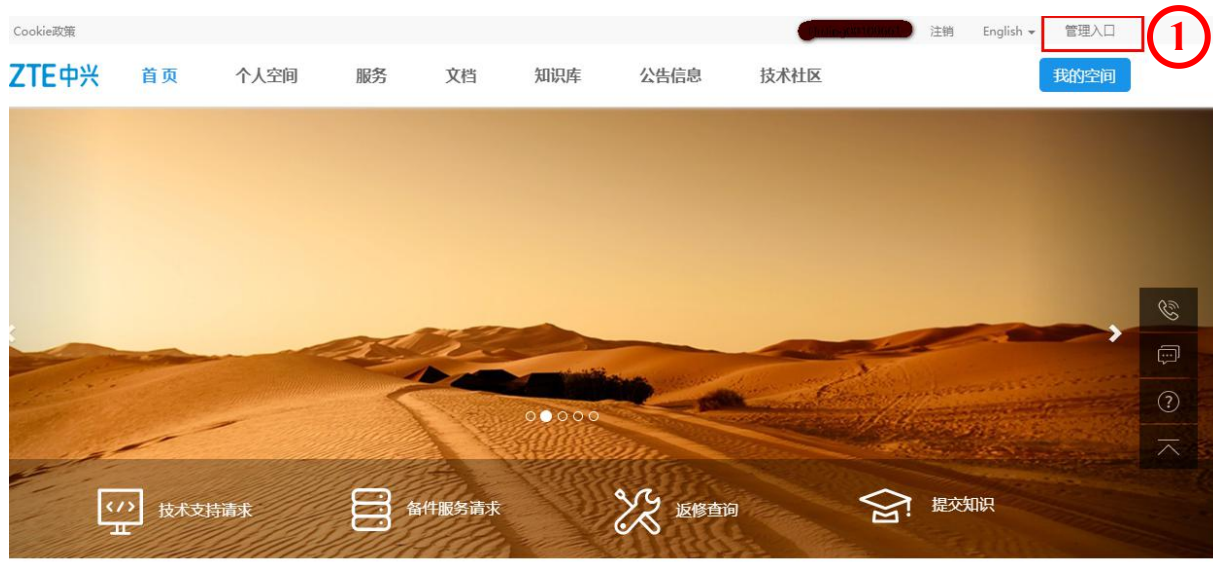 Cookie政策 注销 English 管理入口 1
ZTE中兴 首页 个人空间 服务 文档 知识库 公告信息 技术社区 我的空间
技术支持请求 备件服务请求 返修查询 提交知识